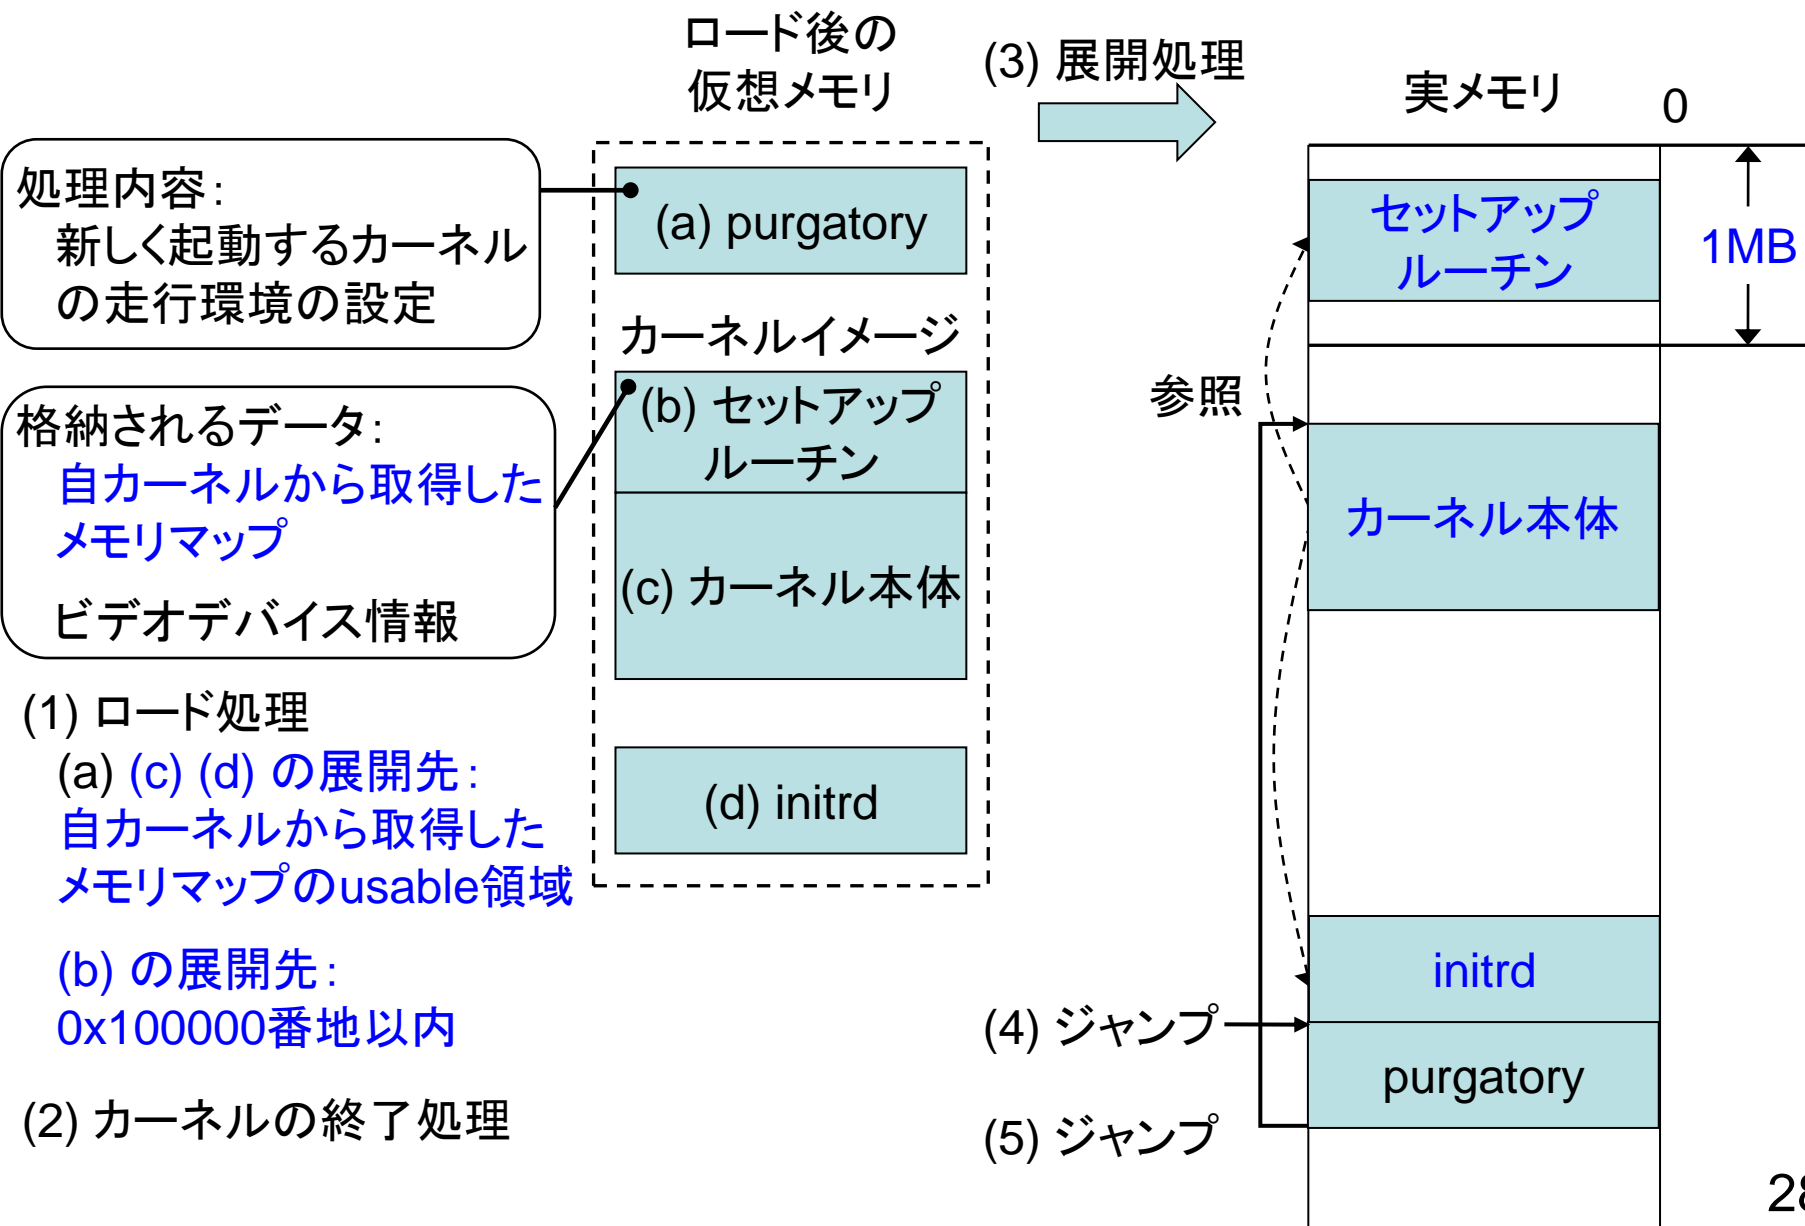 ロード後の
仮想メモリ
(3) 展開処理
実メモリ
0
処理内容:
新しく起動するカーネル
の走行環境の設定
(a) purgatory
セットアップ
ルーチン
1MB
カーネルイメージ
格納されるデータ:
自カーネルから取得した
メモリマップ
ビデオデバイス情報
(b) セットアップ
ルーチン
(c) カーネル本体
参照
カーネル本体
(1) ロード処理
(a) (c) (d) の展開先:
自カーネルから取得した
メモリマップのusable領域
(b) の展開先:
0x100000番地以内
(2) カーネルの終了処理
(d) initrd
initrd
(4) ジャンプ
purgatory
(5) ジャンプ
28